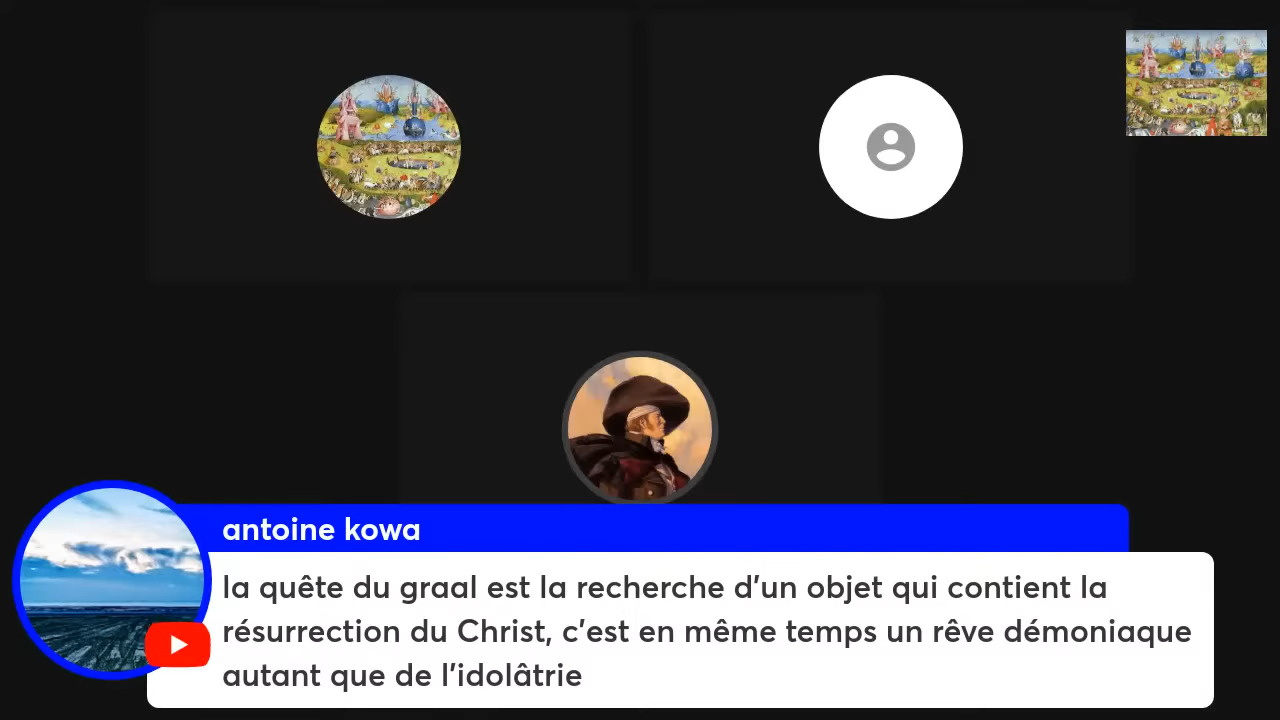 antoine kowa
la quête du graal est la recherche d’un objet qui contient la
résurrection du Christ, c’est en même temps un rêve démoniaque
autant que de l’idolâtrie